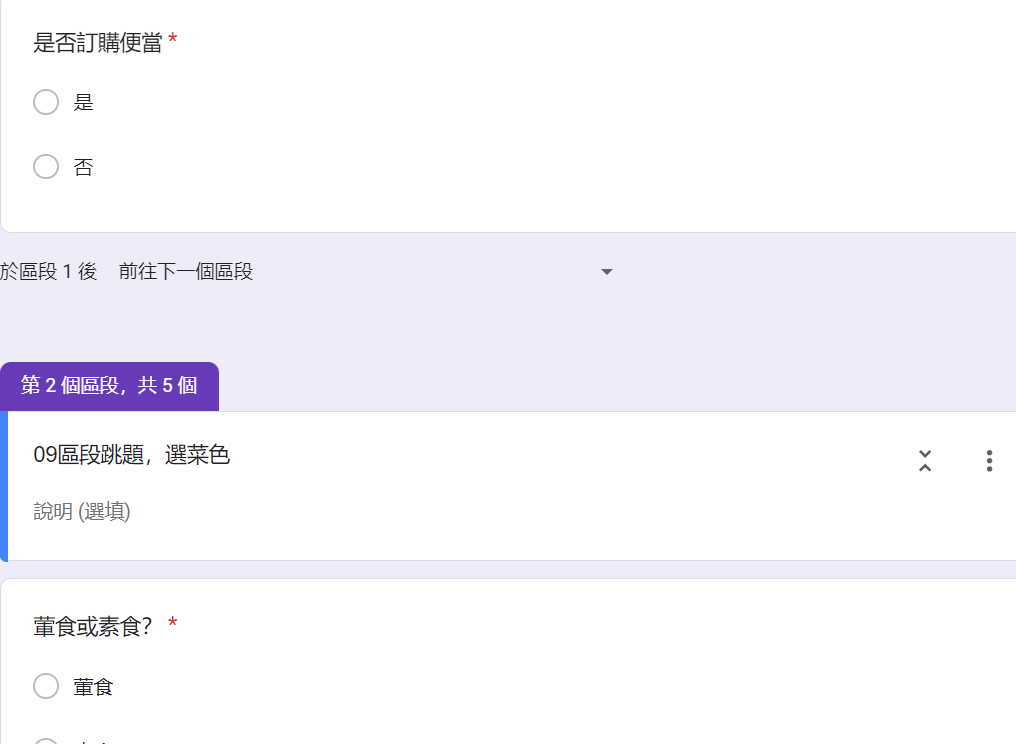 是否訂購便當 *
是
否
於區段 1 後 前往下一個區段
第 2 個區段，共 5 個
09區段跳題，選菜色
說明 (選填)
葷食或素食？ *
葷食